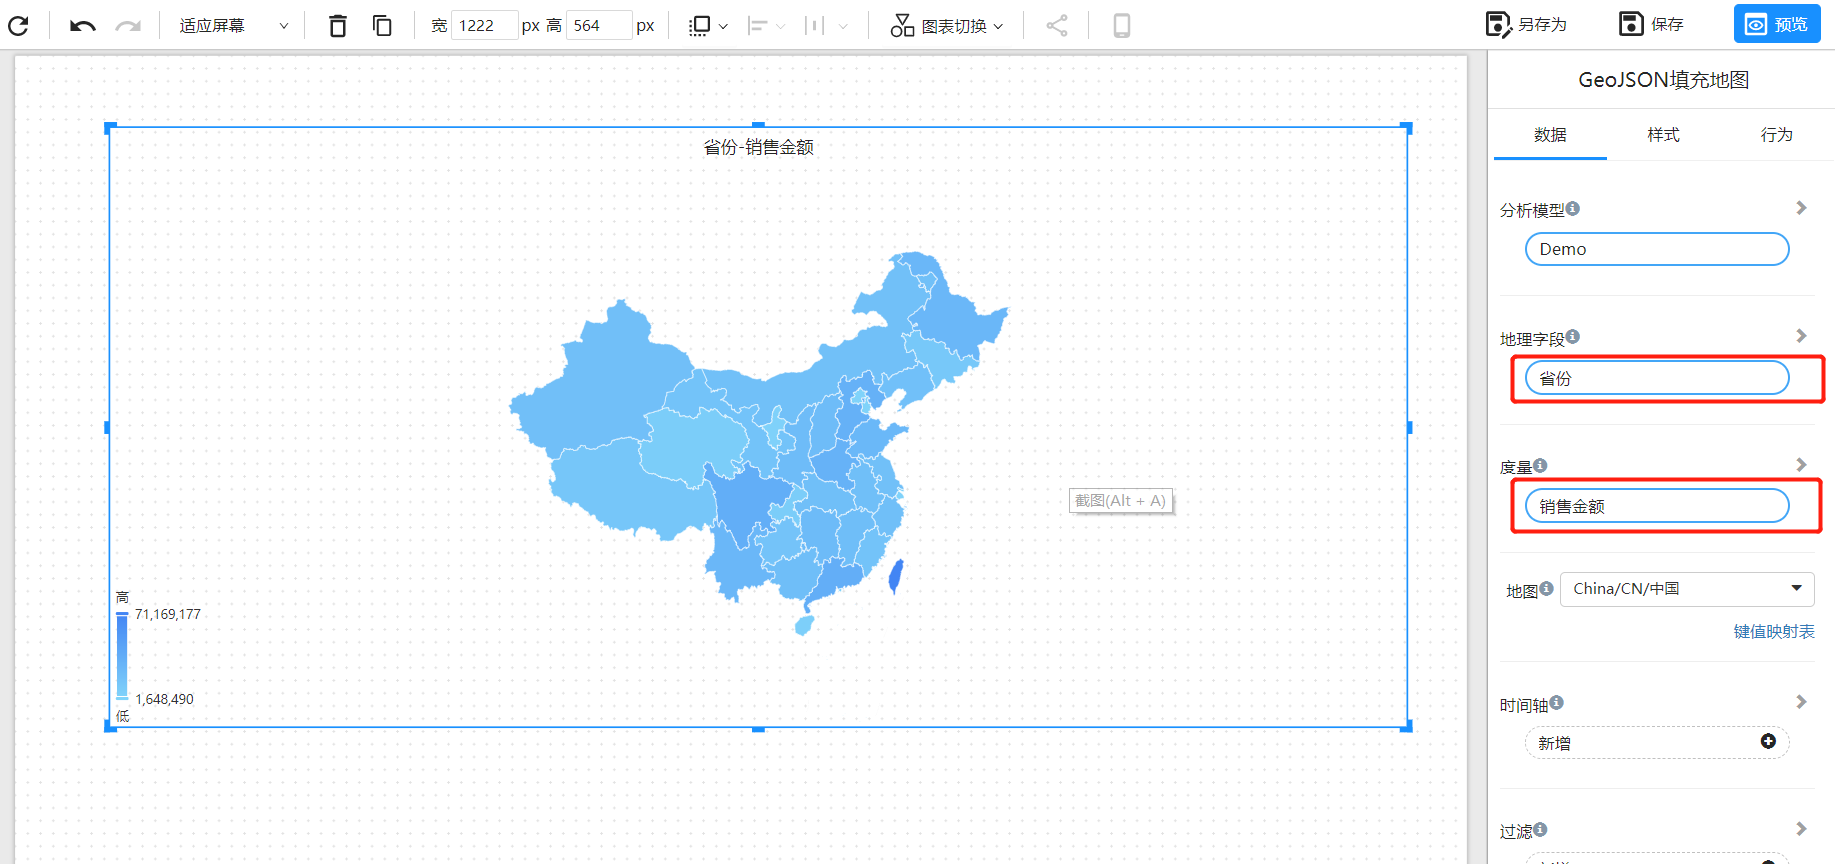 适应屏幕
宽 1222 px 高 564 px
图表切换
另存为
保存
预览
省份-销售金额
截图(Alt + A)
高
71,169,177
1,648,490
低
GeoJSON填充地图
数据 样式 行为
分析模型
Demo
地理字段
省份
度量
销售金额
地图 China/CN/中国
键值映射表
时间轴
新增
过滤